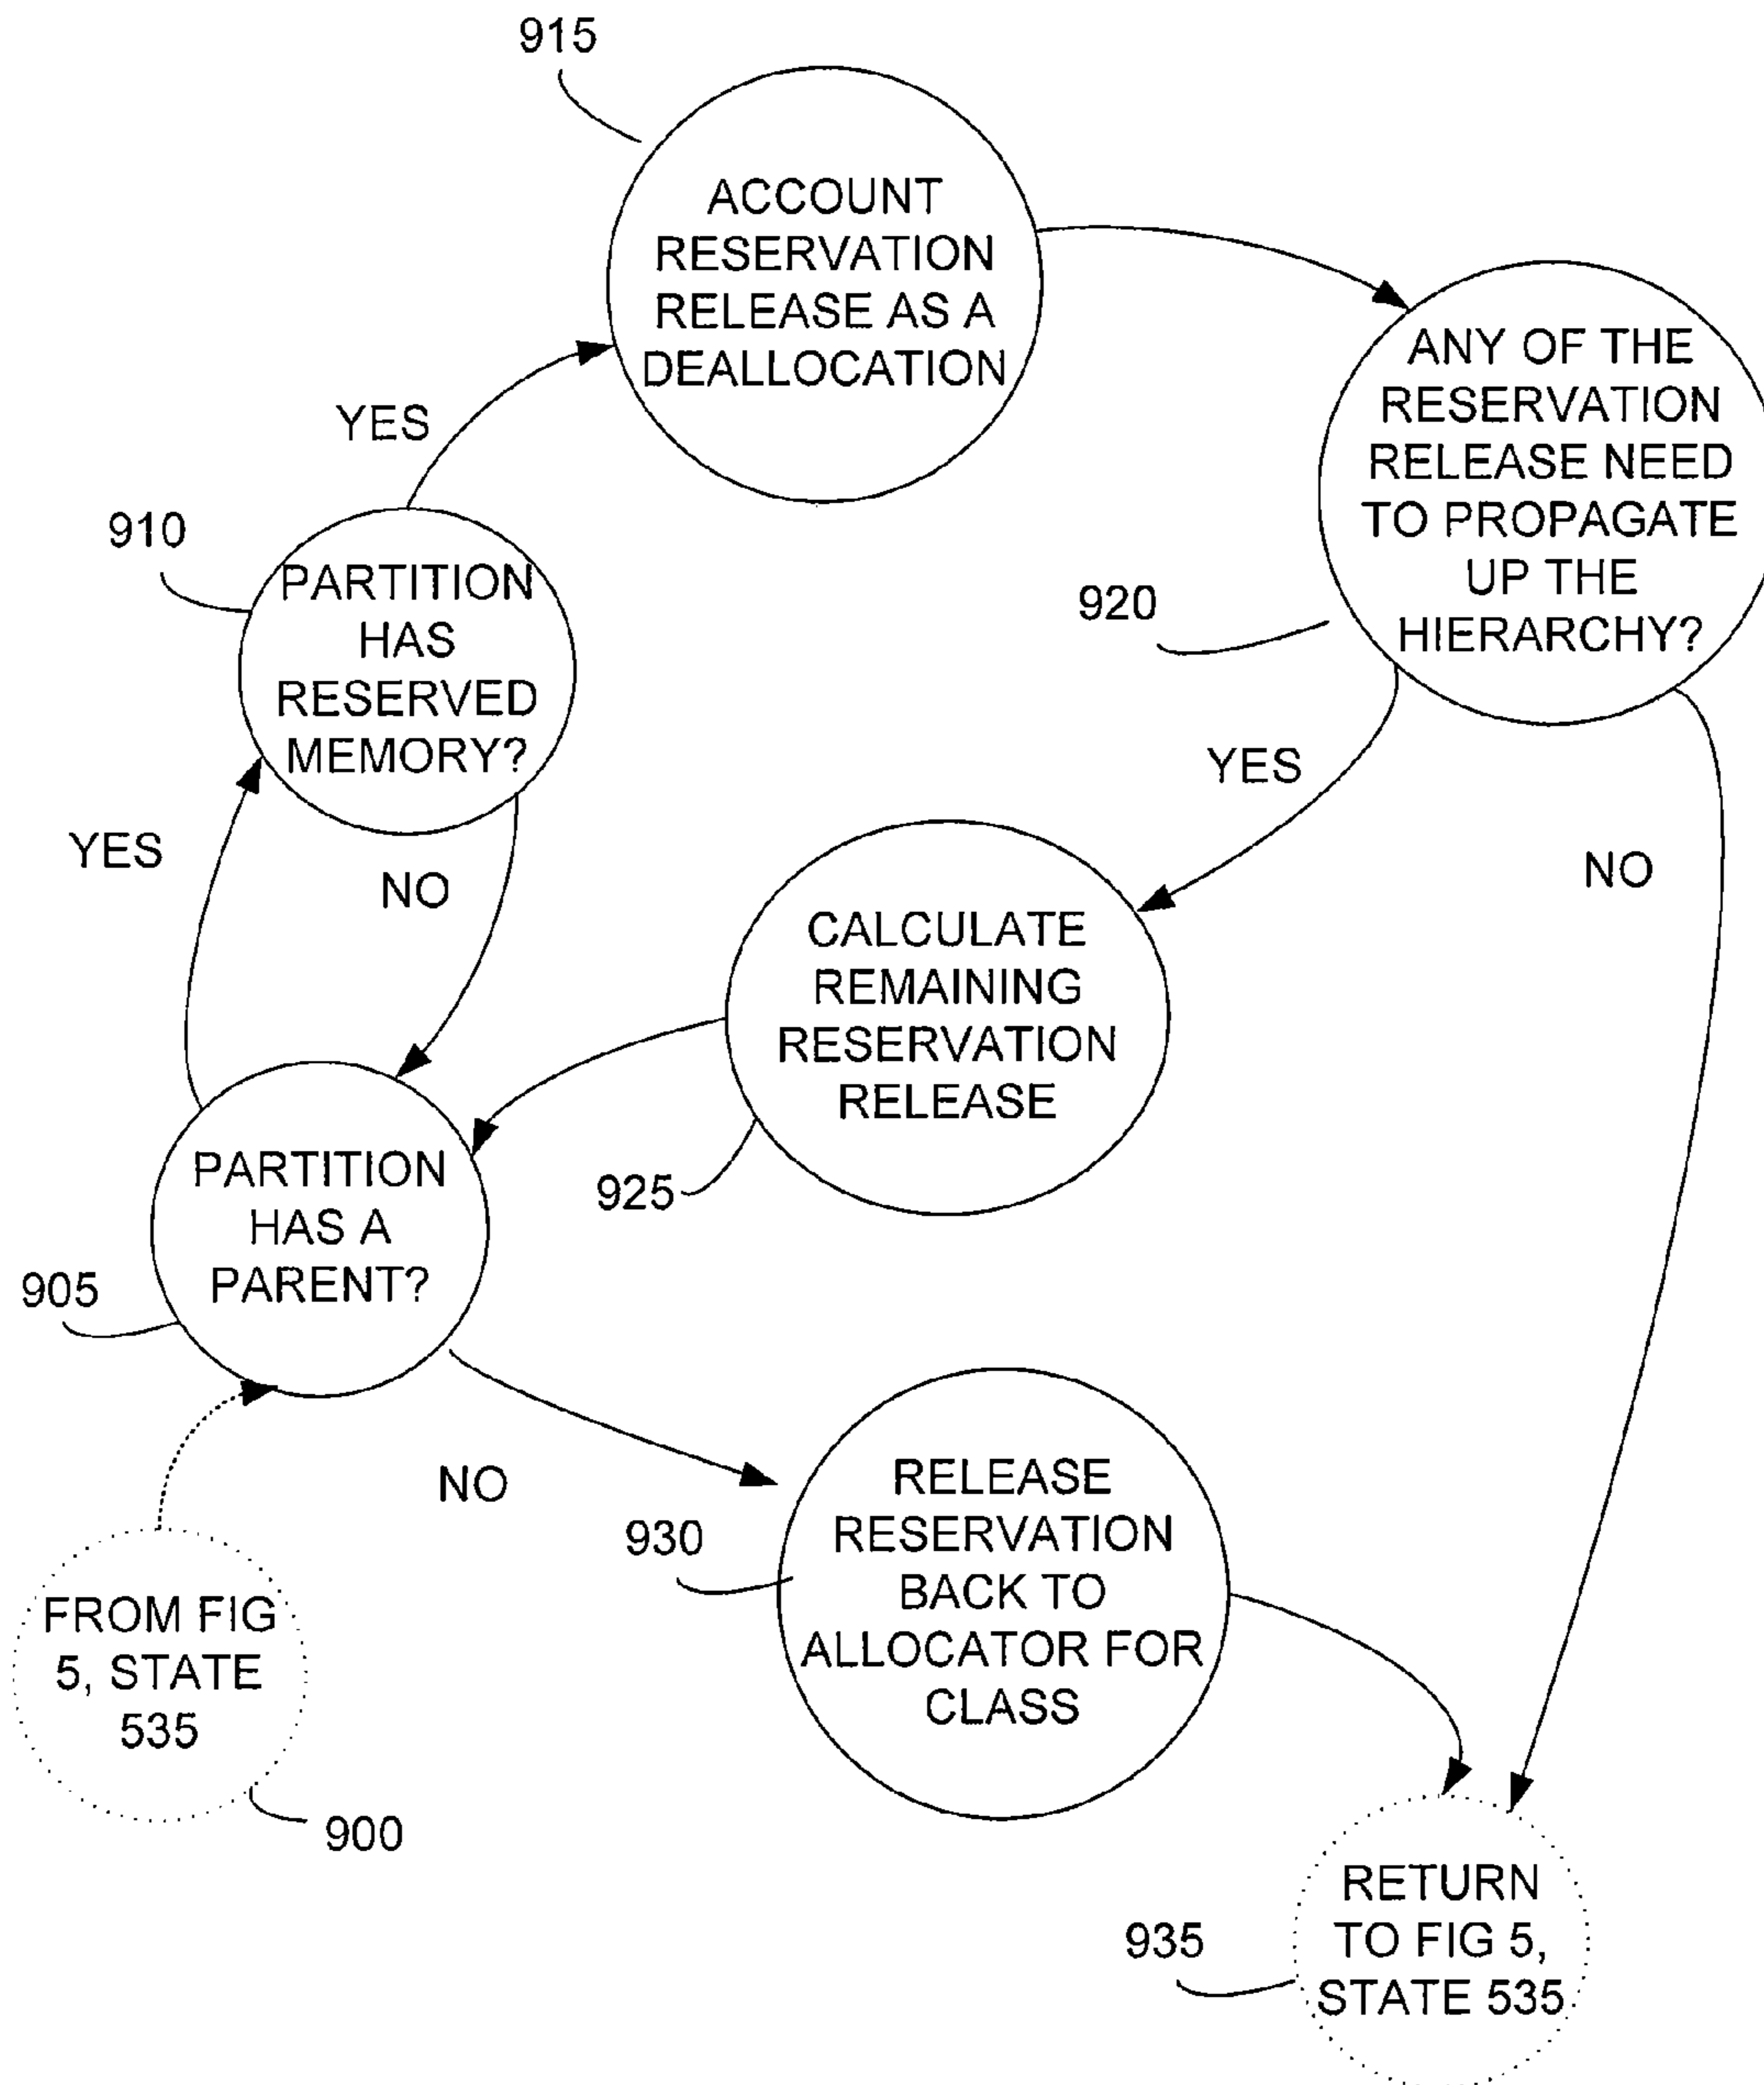 915
ACCOUNT
RESERVATION
RELEASE AS A
DEALLOCATION
ANY OF THE
RESERVATION
RELEASE NEED
TO PROPAGATE
UP THE
HIERARCHY?
YES
910
PARTITION
HAS
RESERVED
MEMORY?
920
YES
YES
NO
NO
CALCULATE
REMAINING
RESERVATION
RELEASE
925
PARTITION
HAS A
PARENT?
905
NO
RELEASE
RESERVATION
BACK TO
ALLOCATOR FOR
CLASS
930
FROM FIG
5, STATE
535
900
RETURN
TO FIG 5,
STATE 535
935